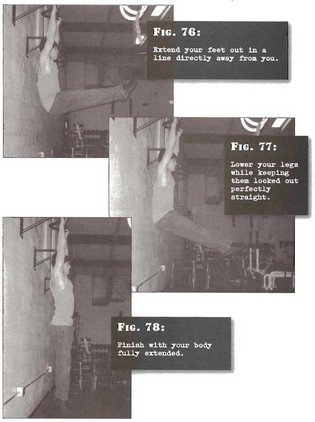 FIG. 76:
Extend your feet out in a
line directly away from you.
FIG. 77:
Lower your legs
while keeping
them locked out
perfectly
straight.
FIG. 78:
Finish with your body
fully extended.